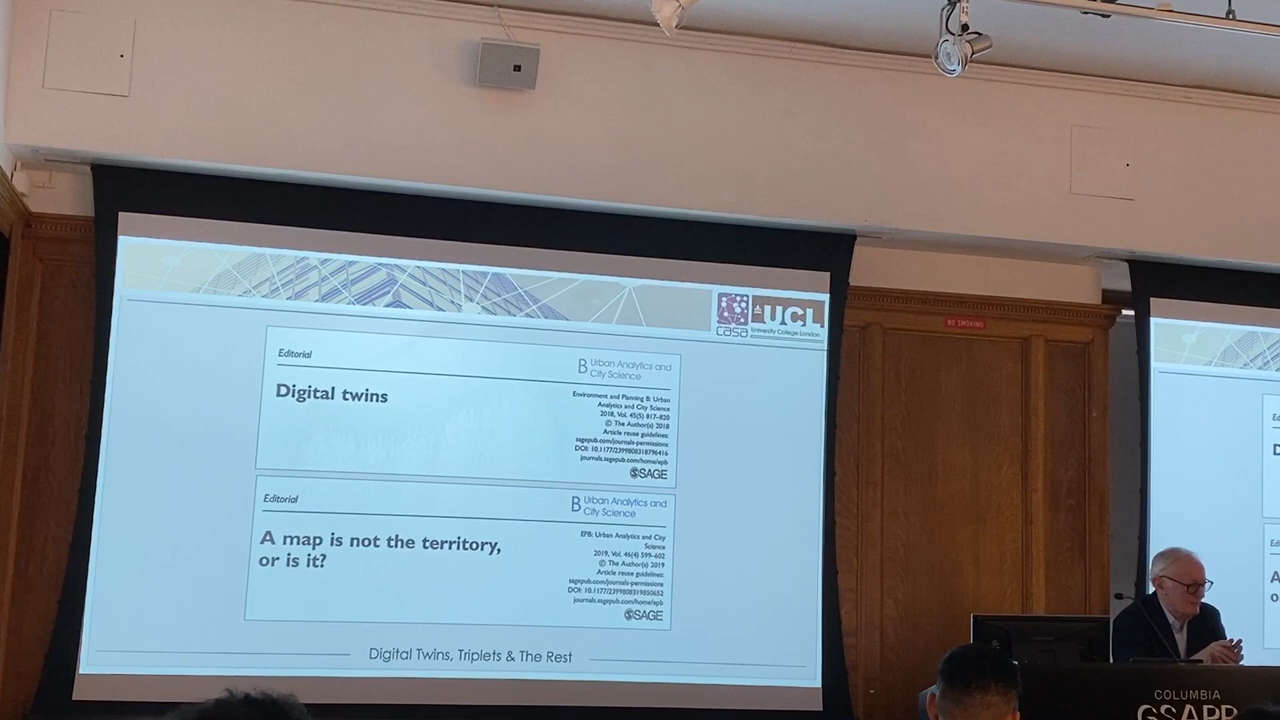 casa
UCL
University College London
Editorial
B Urban Analytics and
City Science
Digital twins
Environment and Planning B: Urban
Analytics and City Science
2018, Vol. 45(5) 817–820
© The Author(s) 2018
Article reuse guidelines:
sagepub.com/journals-permissions
DOI: 10.1177/2399808318796416
journals.sagepub.com/home/epb
SAGE
Editorial
B Urban Analytics and
City Science
A map is not the territory,
or is it?
EPB: Urban Analytics and City
Science
2019, Vol. 46(4) 599–602
© The Author(s) 2019
Article reuse guidelines:
sagepub.com/journals-permissions
DOI: 10.1177/2399808319850652
journals.sagepub.com/home/epb
SAGE
Digital Twins, Triplets & The Rest
NO SMOKING
COLUMBIA
GSAPP